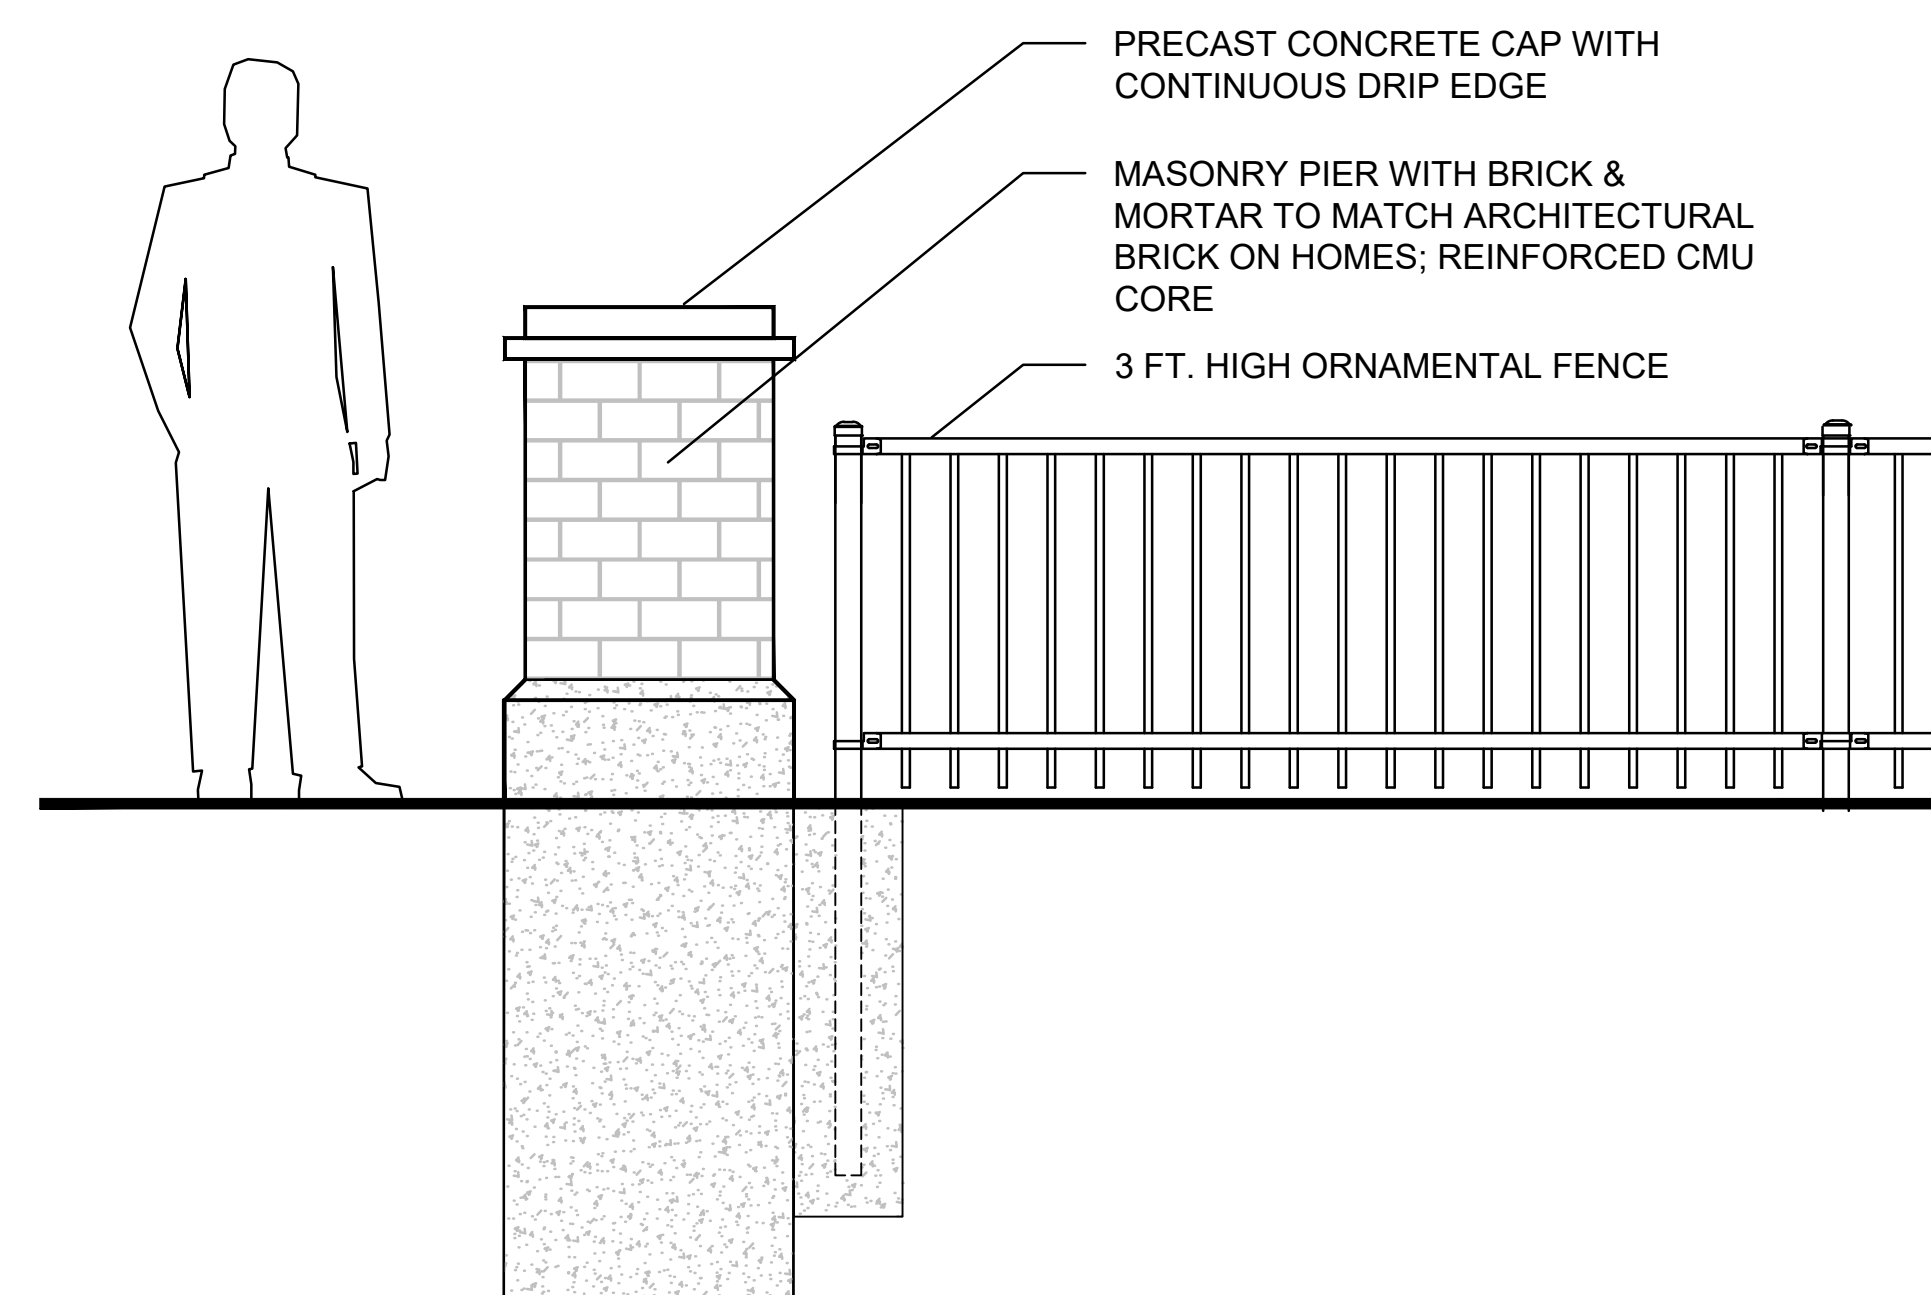 PRECAST CONCRETE CAP WITH
CONTINUOUS DRIP EDGE
MASONRY PIER WITH BRICK &
MORTAR TO MATCH ARCHITECTURAL
BRICK ON HOMES; REINFORCED CMU
CORE
3 FT. HIGH ORNAMENTAL FENCE